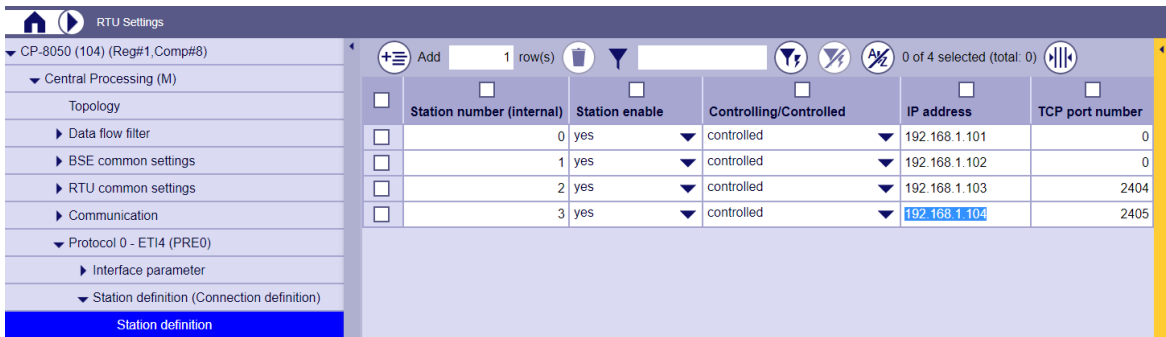 RTU Settings
CP-8050 (104) (Reg#1,Comp#8)
Central Processing (M)
Topology
Data flow filter
BSE common settings
RTU common settings
Communication
Protocol 0 - ETI4 (PRE0)
Interface parameter
Station definition (Connection definition)
Station definition
Add 1 row(s) A/Z 0 of 4 selected (total: 0)
Station number (internal) Station enable Controlling/Controlled IP address TCP port number
0 yes controlled 192.168.1.101 0
1 yes controlled 192.168.1.102 0
2 yes controlled 192.168.1.103 2404
3 yes controlled 192.168.1.104 2405